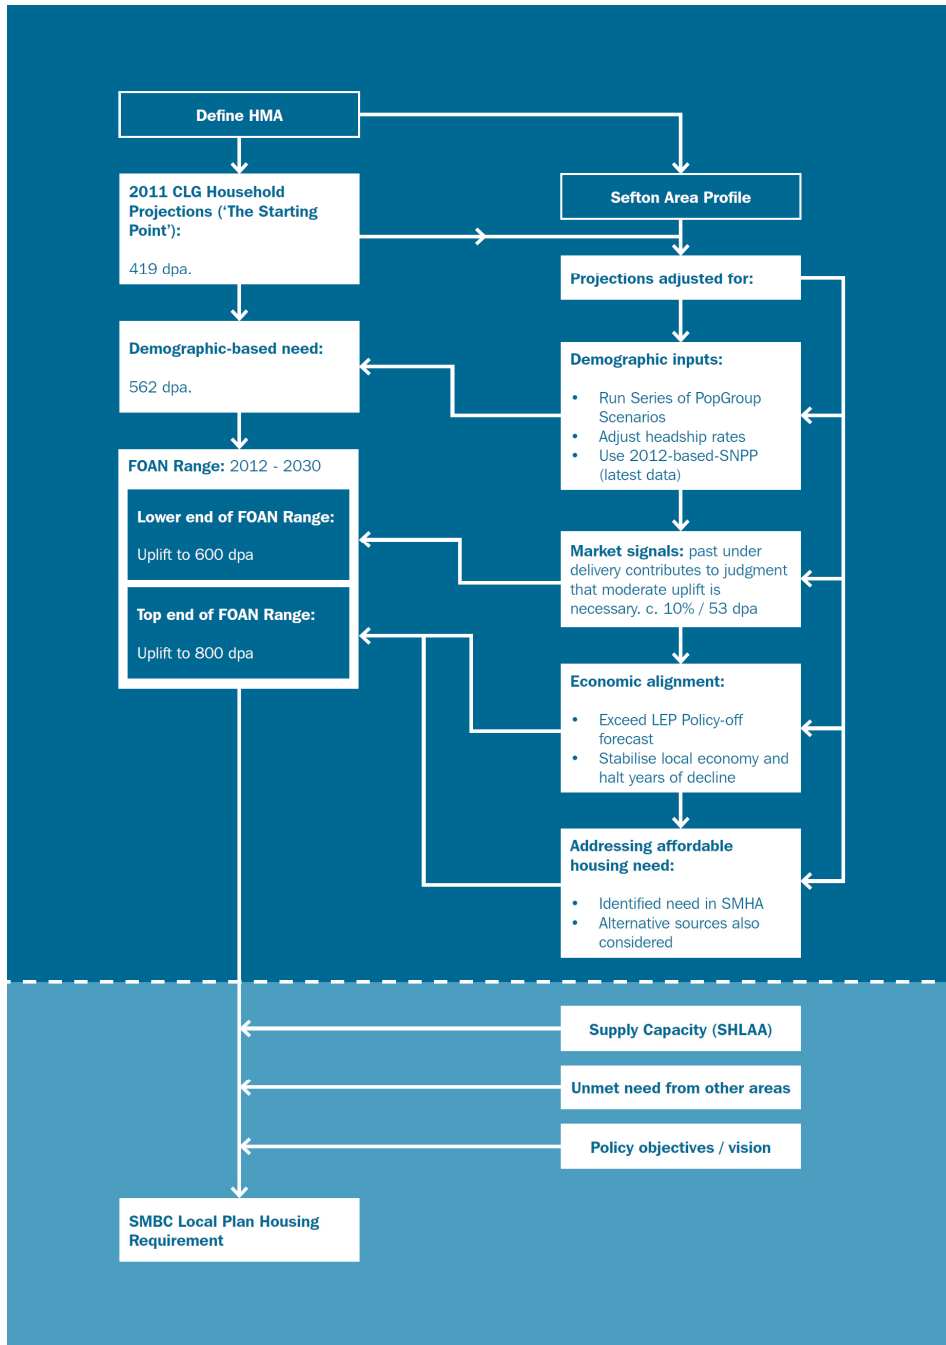 Define HMA
2011 CLG Household
Projections (‘The Starting
Point’):
419 dpa.
Sefton Area Profile
Projections adjusted for:
Demographic-based need:
562 dpa.
Demographic inputs:
• Run Series of PopGroup
Scenarios
• Adjust headship rates
• Use 2012-based-SNPP
(latest data)
FOAN Range: 2012 - 2030
Lower end of FOAN Range:
Uplift to 600 dpa
Top end of FOAN Range:
Uplift to 800 dpa
Market signals: past under
delivery contributes to judgment
that moderate uplift is
necessary. c. 10% / 53 dpa
Economic alignment:
• Exceed LEP Policy-off
forecast
• Stabilise local economy and
halt years of decline
Addressing affordable
housing need:
• Identified need in SMHA
• Alternative sources also
considered
Supply Capacity (SHLAA)
Unmet need from other areas
Policy objectives / vision
SMBC Local Plan Housing
Requirement